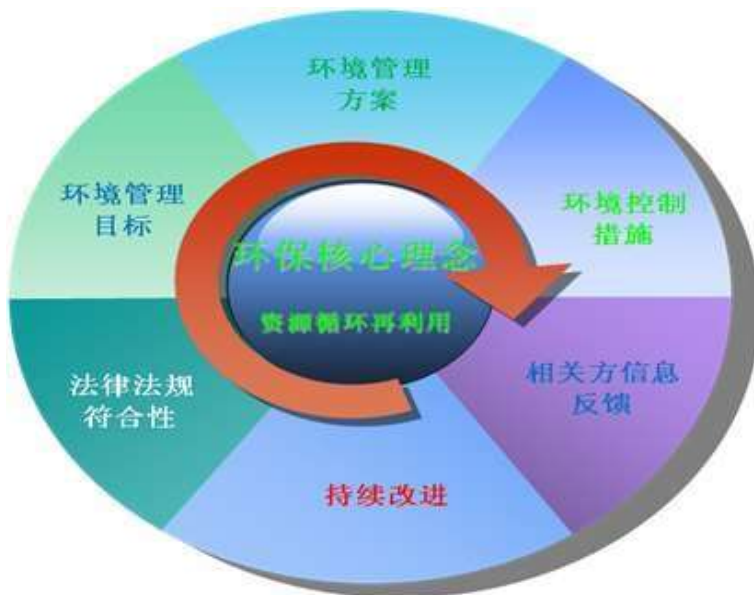 环境管理
方案
环境控制
措施
相关方信息
反馈
持续改进
法律法规
符合性
环境管理
目标
环保核心理念
资源循环再利用